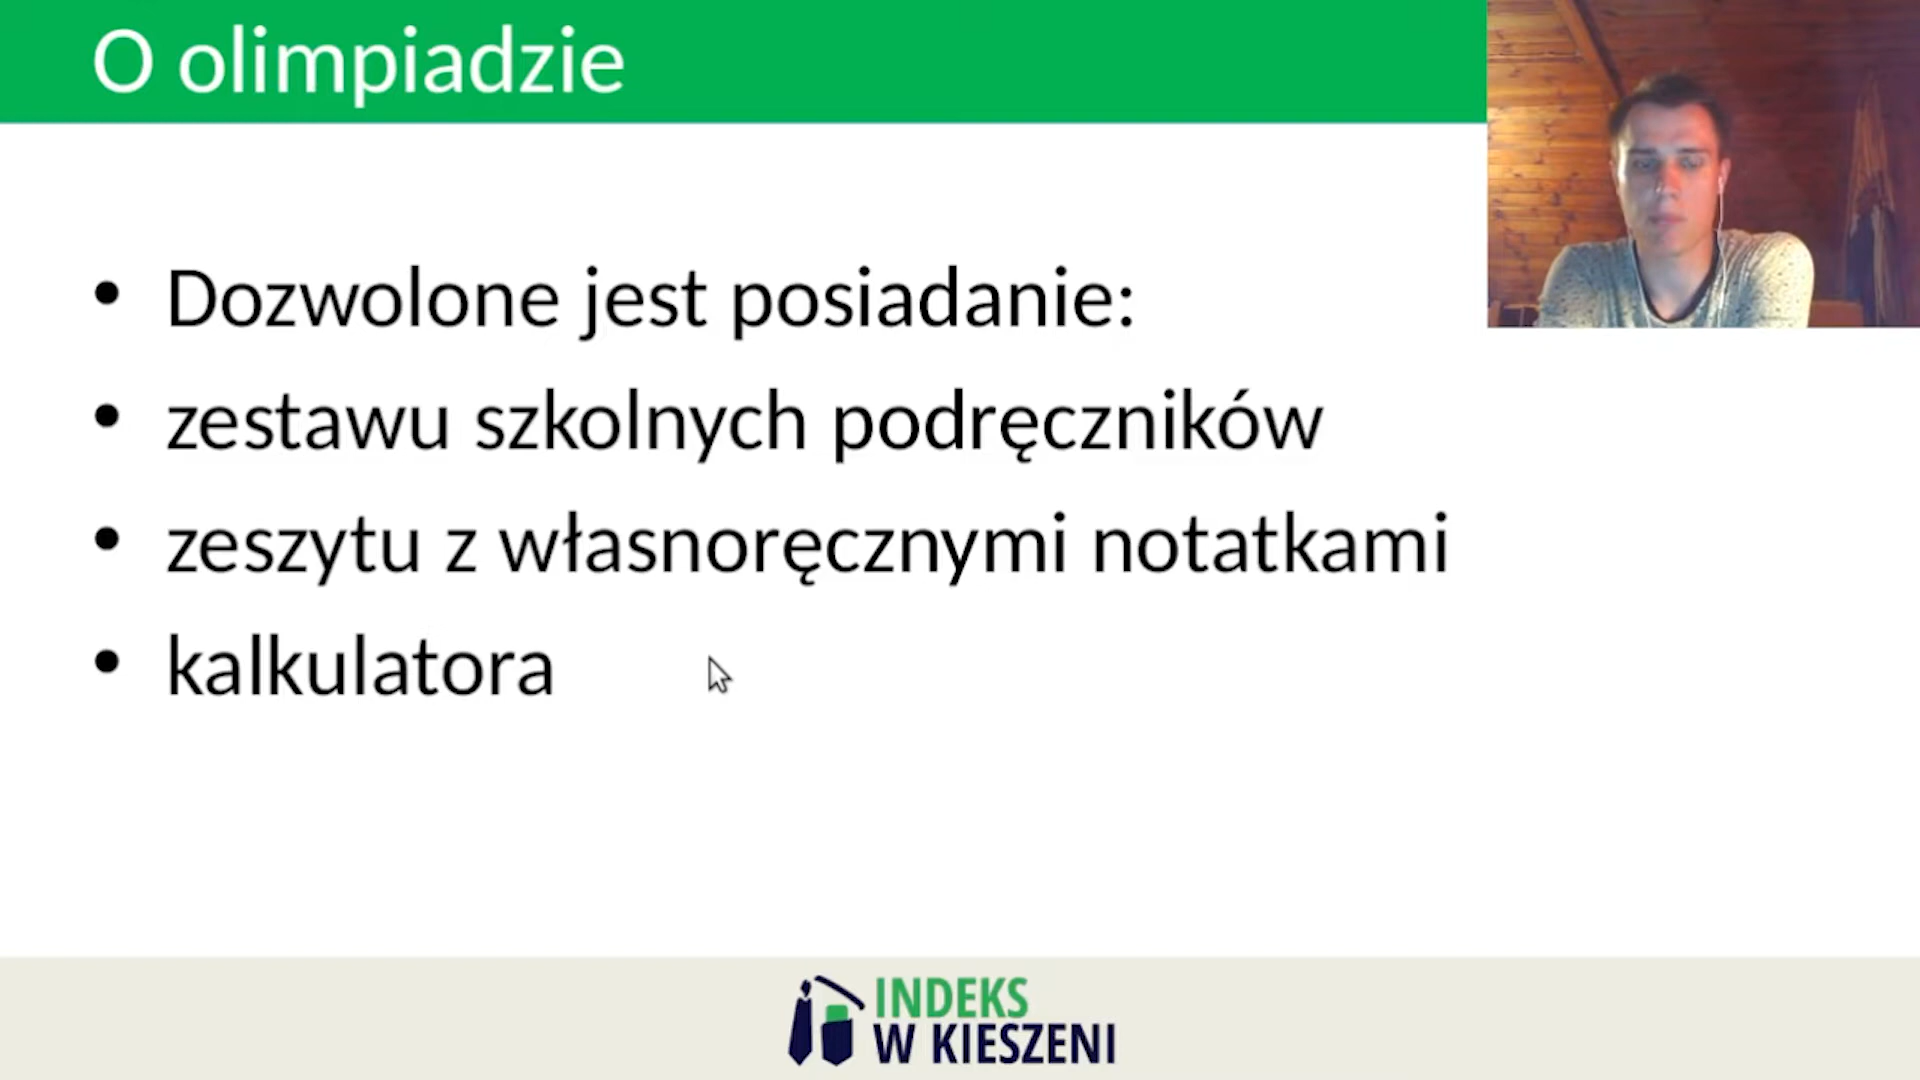 O olimpiadzie
• Dozwolone jest posiadanie:
• zestawu szkolnych podręczników
• zeszytu z własnoręcznymi notatkami
• kalkulatora
INDEKS
W KIESZENI